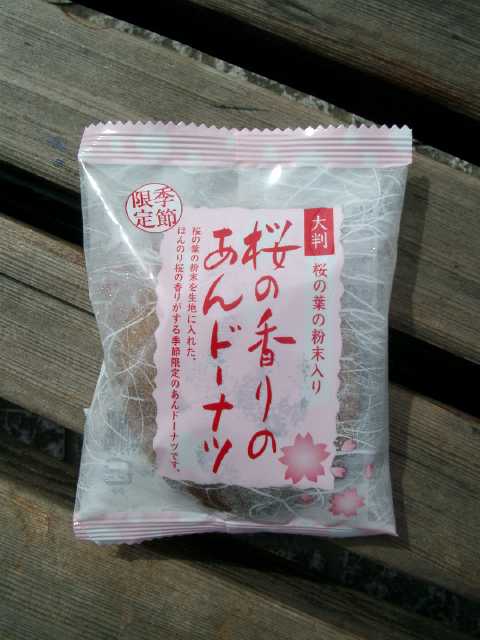 大判
桜の葉の粉末入り
桜の香りの
あんドーナツ
桜の葉の粉末を生地に入れた、
ほんのり桜の香りがする季節限定のあんドーナツです。
季節
限定